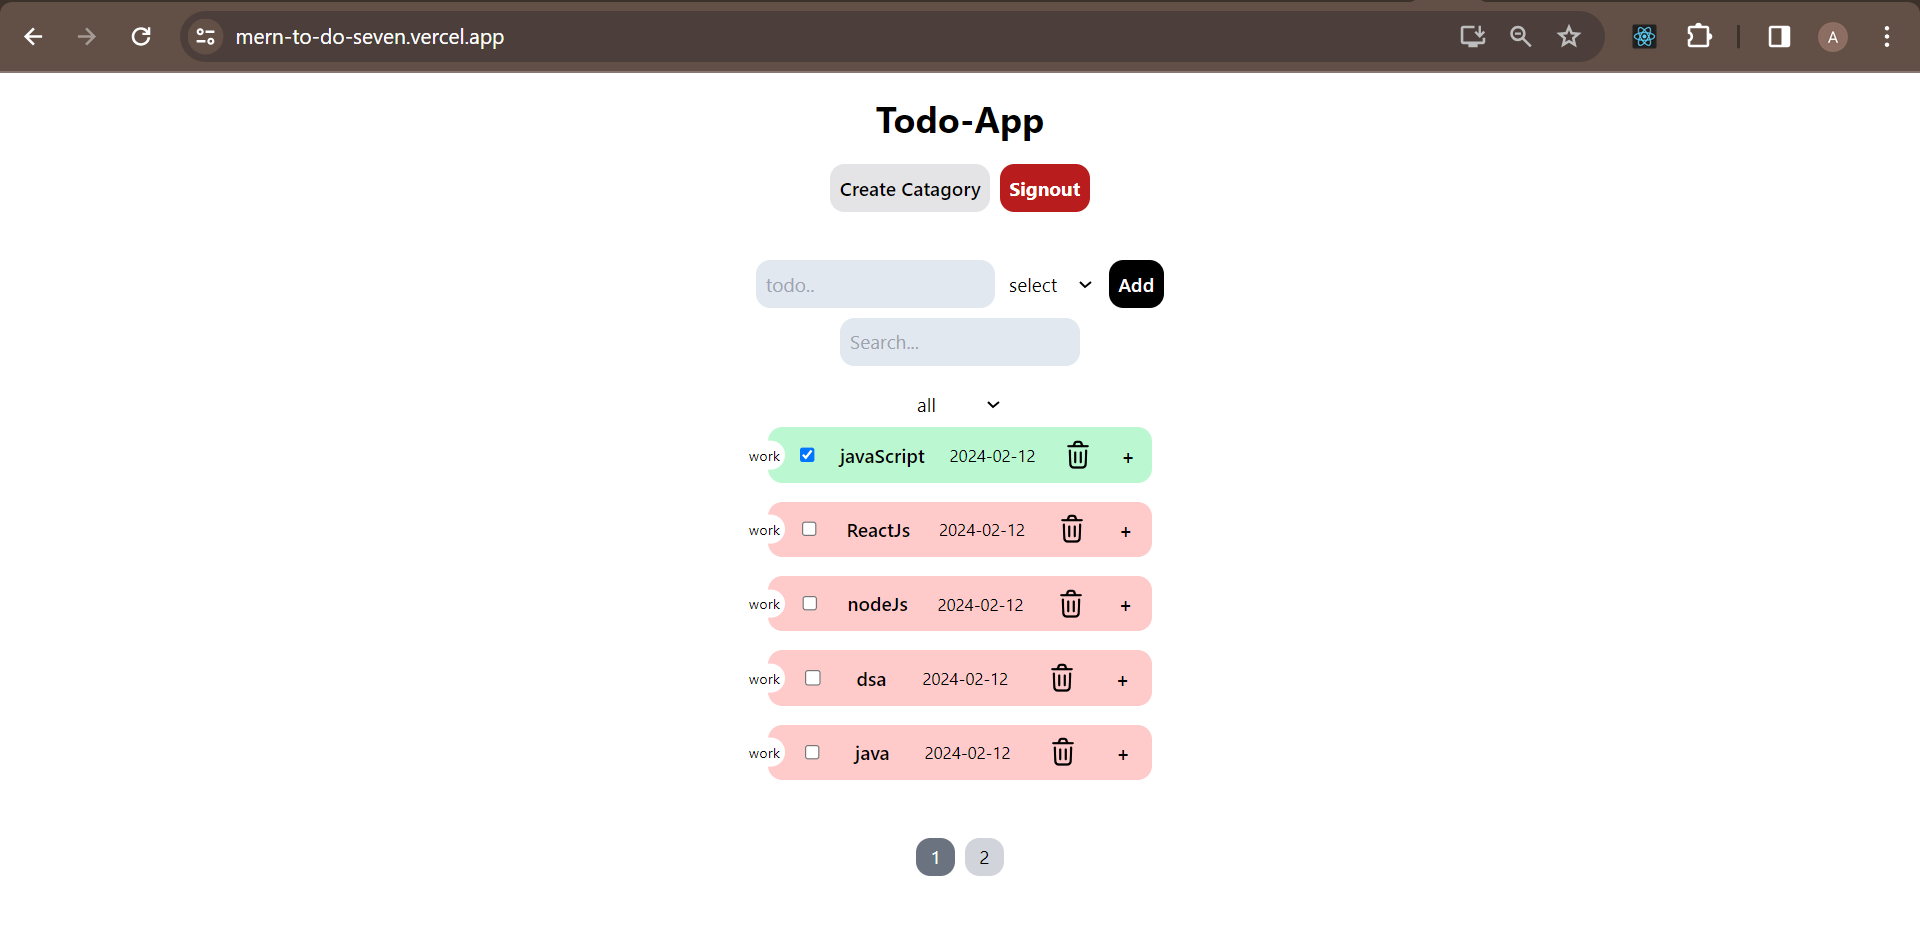 mern-to-do-seven.vercel.app
A
Todo-App
Create Catagory Signout
todo.. select Add
Search...
all
work javaScript 2024-02-12 +
work ReactJs 2024-02-12 +
work nodeJs 2024-02-12 +
work dsa 2024-02-12 +
work java 2024-02-12 +
1 2